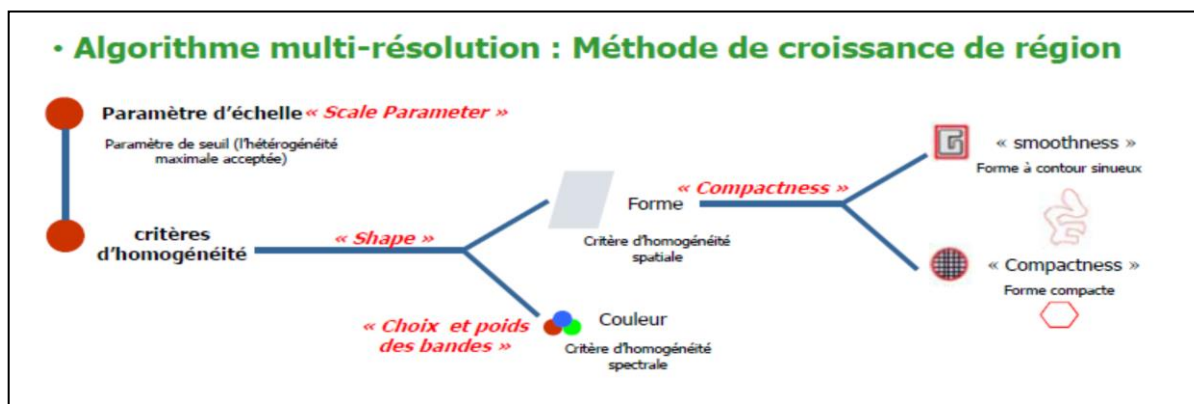 • Algorithme multi-résolution : Méthode de croissance de région
Paramètre d'échelle « Scale Parameter »
Paramètre de seuil (l'hétérogénéité
maximale acceptée)
critères
d'homogénéité
« Shape »
Forme
Critère d'homogénéité
spatiale
« Compactness »
« smoothness »
Forme à contour sinueux
« Compactness »
Forme compacte
« Choix et poids
des bandes »
Couleur
Critère d'homogénéité
spectrale